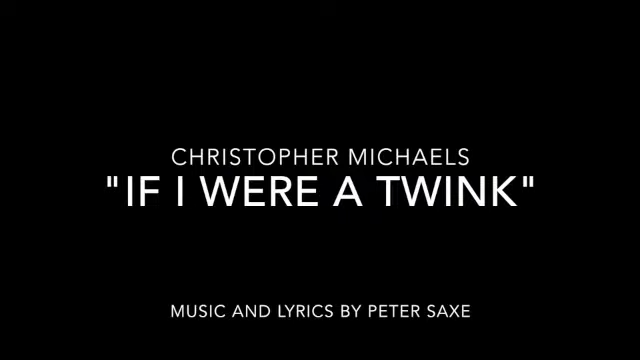 CHRISTOPHER MICHAELS
"IF I WERE A TWINK"
MUSIC AND LYRICS BY PETER SAXE